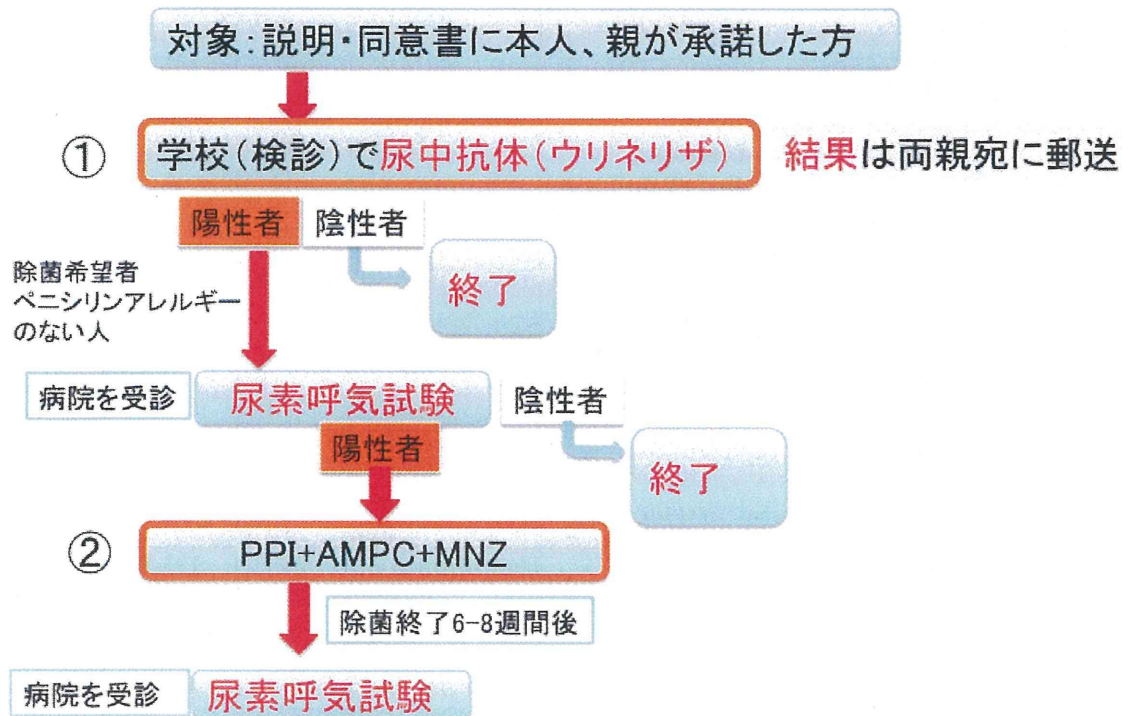 対象:説明・同意書に本人、親が承諾した方
① 学校(検診)で尿中抗体(ウリネリザ) 結果は両親宛に郵送
陽性者 陰性者
終了
除菌希望者
ペニシリンアレルギー
のない人
病院を受診 尿素呼気試験 陰性者
陽性者
終了
② PPI+AMPC+MNZ
除菌終了6-8週間後
病院を受診 尿素呼気試験